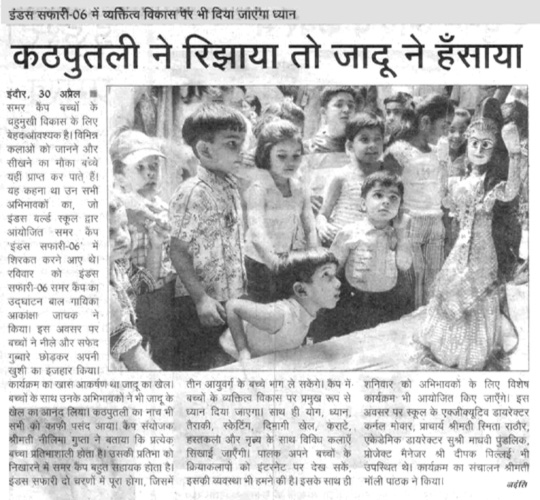 इंडस सफारी-06 में व्यक्तित्व विकास पर भी दिया जाएगा ध्यान
कठपुतली ने रिझाया तो जादू ने हँसाया
इंदौर, 30 अप्रैल
समर कैंप बच्चों के
चहुमुखी विकास के लिए
बेहदआवश्यक है। विभिन्न
कलाओं को जानने और
सीखने का मौका बच्चे
यहीं प्राप्त कर पाते हैं।
यह कहना था उन सभी
अभिभावकों का, जो
इंडस वर्ल्ड स्कूल द्वार
आयोजित समर कैंप
'इंडस सफारी-06' में
शिरकत करने आए थे।
रविवार को इंडस
सफारी-06 समर कैंप का
उद्घाटन बाल गायिका
आकांक्षा जाचक ने
किया। इस अवसर पर
बच्चों ने नीले और सफेद
गुब्बारे छोड़कर अपनी
खुशी का इजहार किया।
कार्यक्रम का खास आकर्षण था जादू का खेल।
बच्चों के साथ उनके अभिभावकों ने भी जादू के
खेल का आनंद लिया। कठपुतली का नाच भी
सभी को काफी पसंद आया। कैंप संयोजक
श्रीमती नीलिमा गुप्ता ने बताया कि प्रत्येक
बच्चा प्रतिभाशाली होता है। उसकी प्रतिभा को
निखारने में समर कैंप बहुत सहायक होता है।
इंडस सफारी दो चरणों में पूरा होगा, जिसमें
तीन आयुवर्ग के बच्चे भाग ले सकेंगे। कैंप में
बच्चों के व्यक्तित्व विकास पर प्रमुख रूप से
ध्यान दिया जाएगा। साथ ही योग, ध्यान,
तैराकी, स्केटिंग, दिमागी खेल, कराटे,
हस्तकला और नृत्य के साथ विविध कलाएँ
सिखाई जाएँगी। पालक अपने बच्चों के
क्रियाकलापों को इंटरनेट पर देख सकें,
इसकी व्यवस्था भी हमने की है। इसके साथ ही
शनिवार को अभिभावकों के लिए विशेष
कार्यक्रम भी आयोजित किए जाएँगे। इस
अवसर पर स्कूल के एक्जीक्यूटिव डायरेक्टर
कर्नल गोवार, प्राचार्य श्रीमती स्मिता राठौर,
एकेडेमिक डायरेक्टर सुश्री माधवी पुंडलिक,
प्रोजेक्ट मैनेजर श्री दीपक पिल्लई भी
उपस्थित थे। कार्यक्रम का संचालन श्रीमती
मॉली पाठक ने किया।